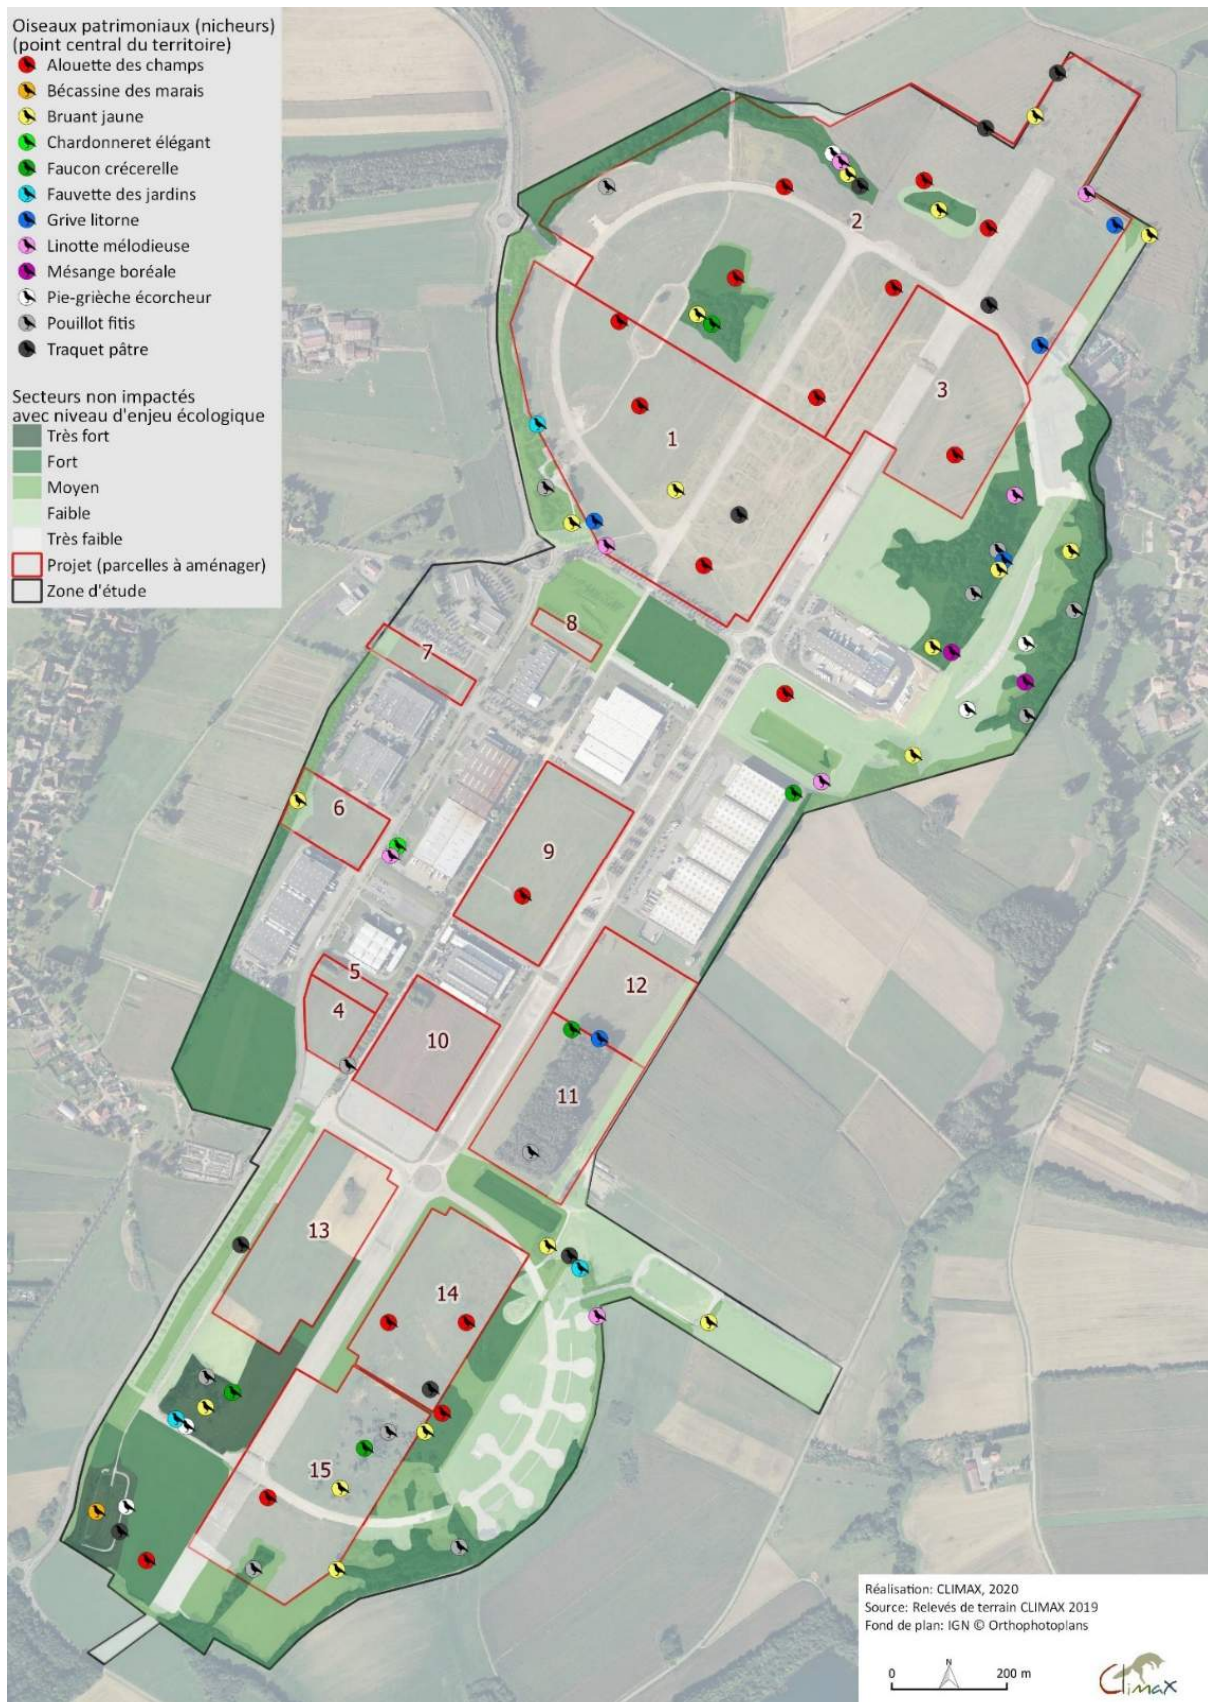 Oiseaux patrimoniaux (nicheurs)
(point central du territoire)
Alouette des champs
Bécassine des marais
Bruant jaune
Chardonneret élégant
Faucon crécerelle
Fauvette des jardins
Grive litorne
Linotte mélodieuse
Mésange boréale
Pie-grièche écorcheur
Pouillot fitis
Traquet pâtre
Secteurs non impactés
avec niveau d'enjeu écologique
Très fort
Fort
Moyen
Faible
Très faible
Projet (parcelles à aménager)
Zone d'étude
2
3
1
8
7
6
9
5
4
12
10
11
13
14
15
Réalisation: CLIMAX, 2020
Source: Relevés de terrain CLIMAX 2019
Fond de plan: IGN © Orthophotoplans
N
0 200 m
Climax